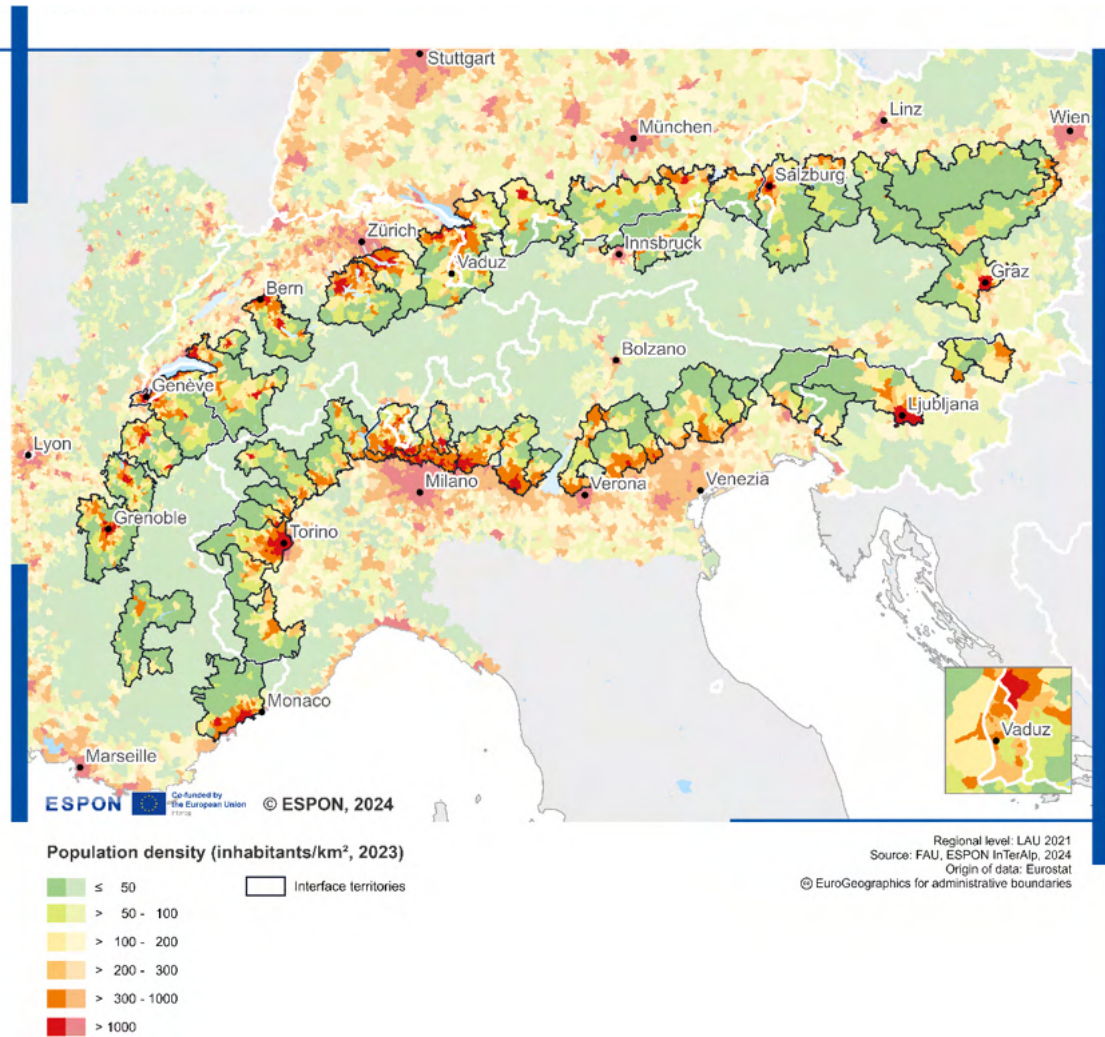 Stuttgart
Linz
Wien
München
Salzburg
Zürich
Innsbruck
Vaduz
Graz
Bern
Bolzano
Genève
Ljubljana
Lyon
Milano
Verona
Venezia
Grenoble
Torino
Monaco
Vaduz
Marseille
ESPON
Co-funded by
the European Union
© ESPON, 2024
Population density (inhabitants/km², 2023)
≤ 50
> 50 - 100
> 100 - 200
> 200 - 300
> 300 - 1000
> 1000
Interface territories
Regional level: LAU 2021
Source: FAU, ESPON InTerAlp, 2024
Origin of data: Eurostat
© EuroGeographics for administrative boundaries